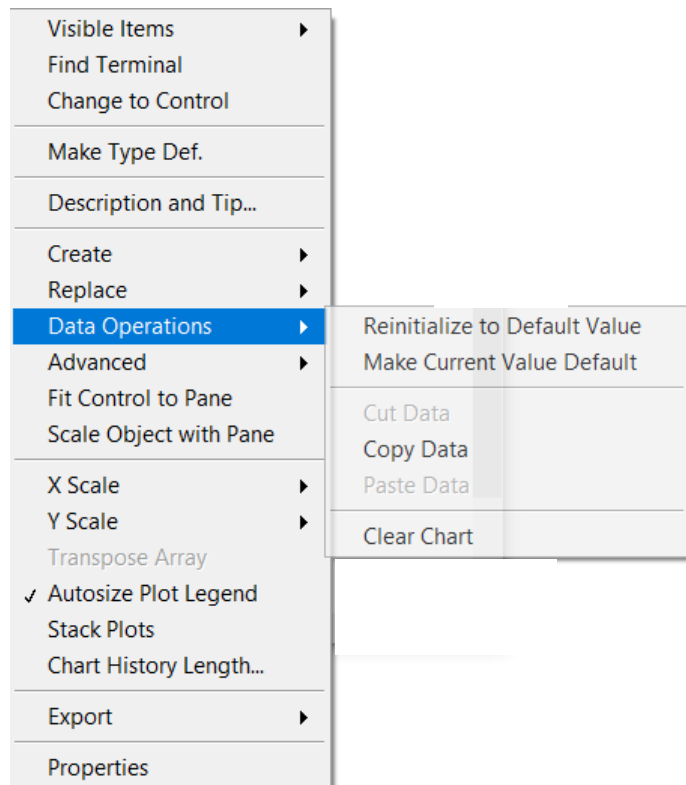 Visible Items
Find Terminal
Change to Control
Make Type Def.
Description and Tip...
Create
Replace
Data Operations
Advanced
Fit Control to Pane
Scale Object with Pane
X Scale
Y Scale
Transpose Array
Autosize Plot Legend
Stack Plots
Chart History Length...
Export
Properties
Reinitialize to Default Value
Make Current Value Default
Cut Data
Copy Data
Paste Data
Clear Chart